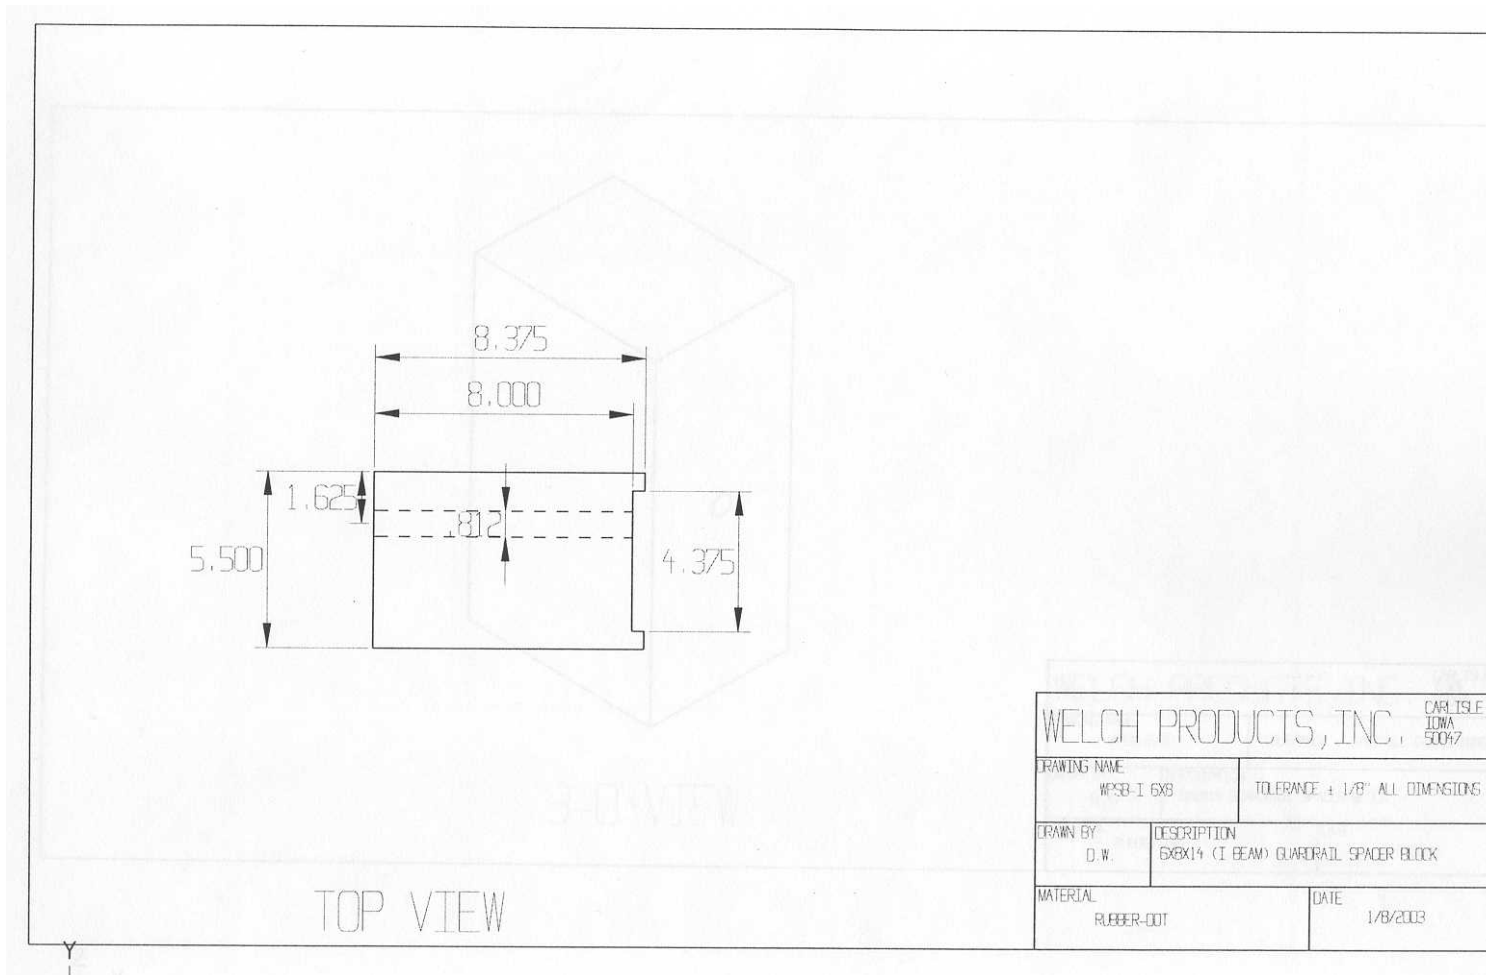 8.375
8.000
1.625
.812
5.500
4.375
WELCH PRODUCTS, INC.
CARLISLE
IOWA
50047
DRAWING NAME
WPSB-I 6X8
TOLERANCE ± 1/8" ALL DIMENSIONS
DRAWN BY
D.W.
DESCRIPTION
6X8X14 (I BEAM) GUARDRAIL SPACER BLOCK
MATERIAL
RUBBER-DOT
DATE
1/8/2003
TOP VIEW
Y